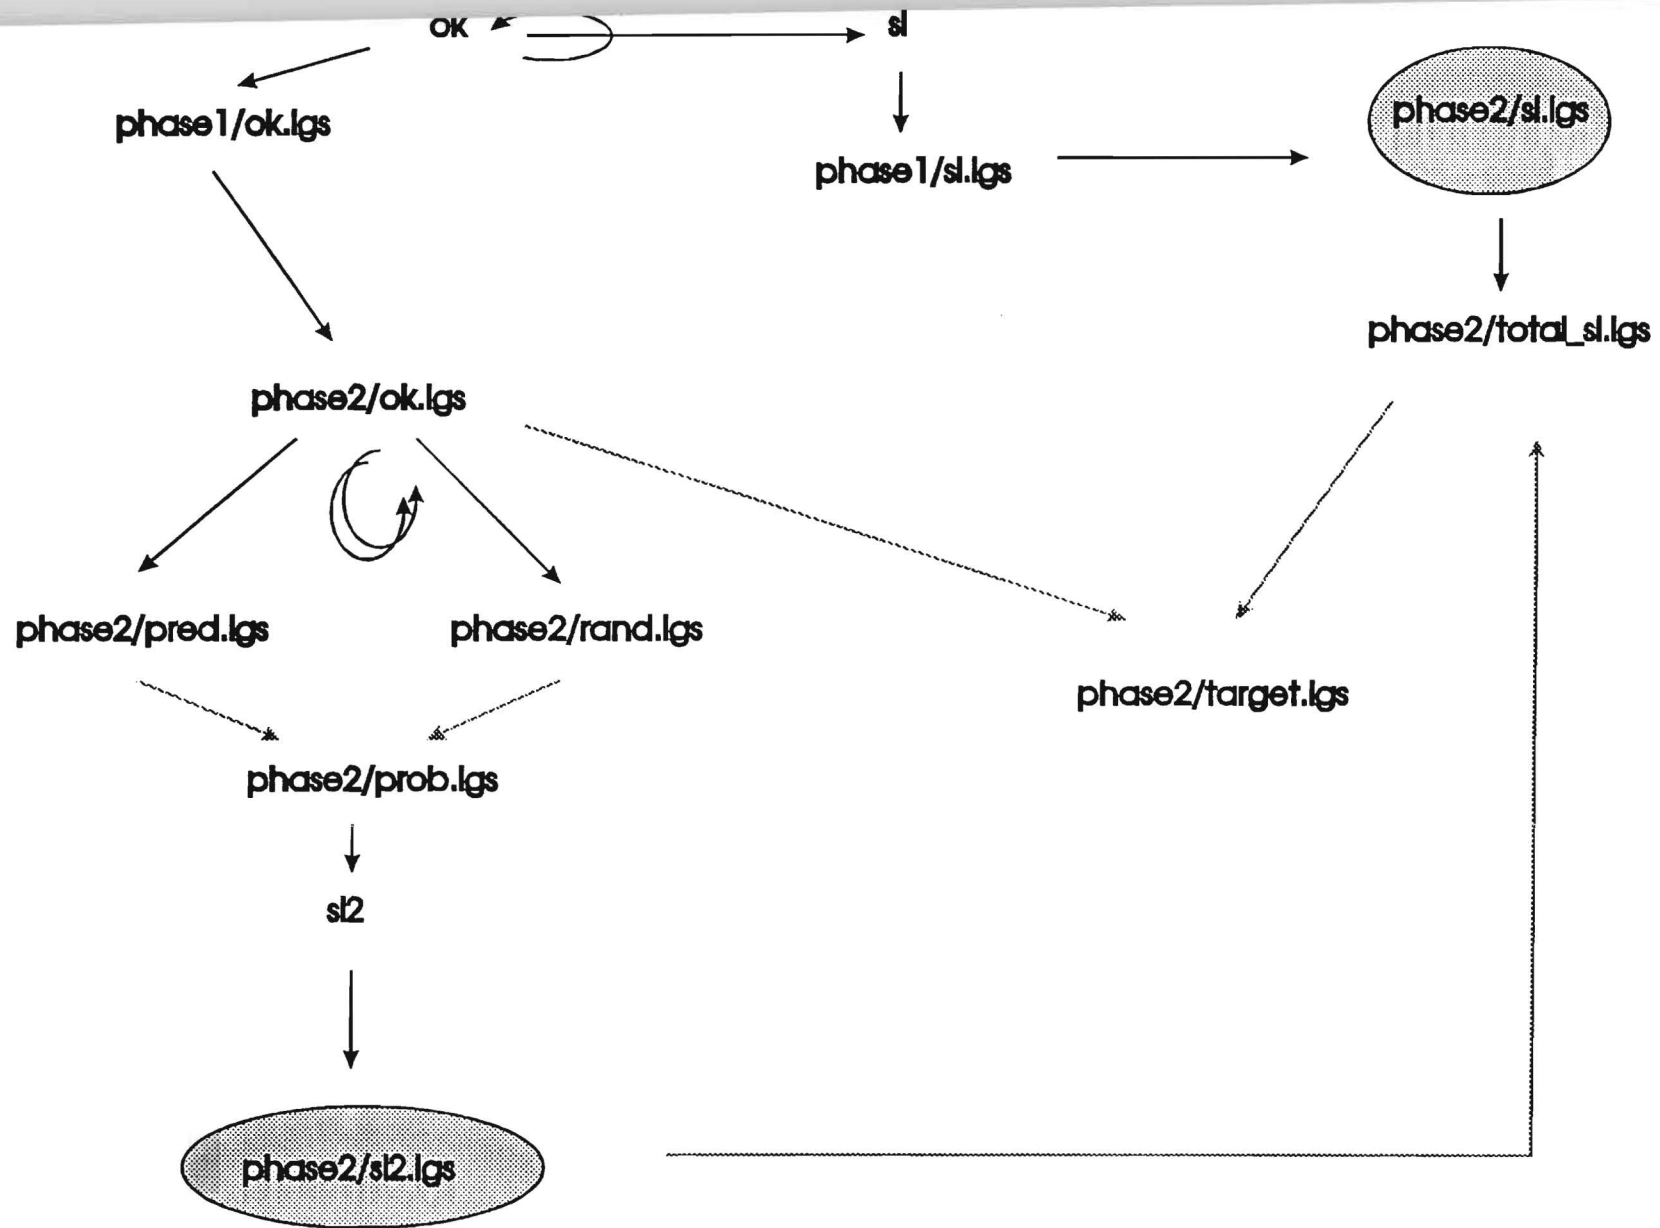 ok
sl
phase1/ok.lgs
phase1/sl.lgs
phase2/sl.lgs
phase2/total_sl.lgs
phase2/ok.lgs
phase2/pred.lgs
phase2/rand.lgs
phase2/target.lgs
phase2/prob.lgs
sl2
phase2/sl2.lgs